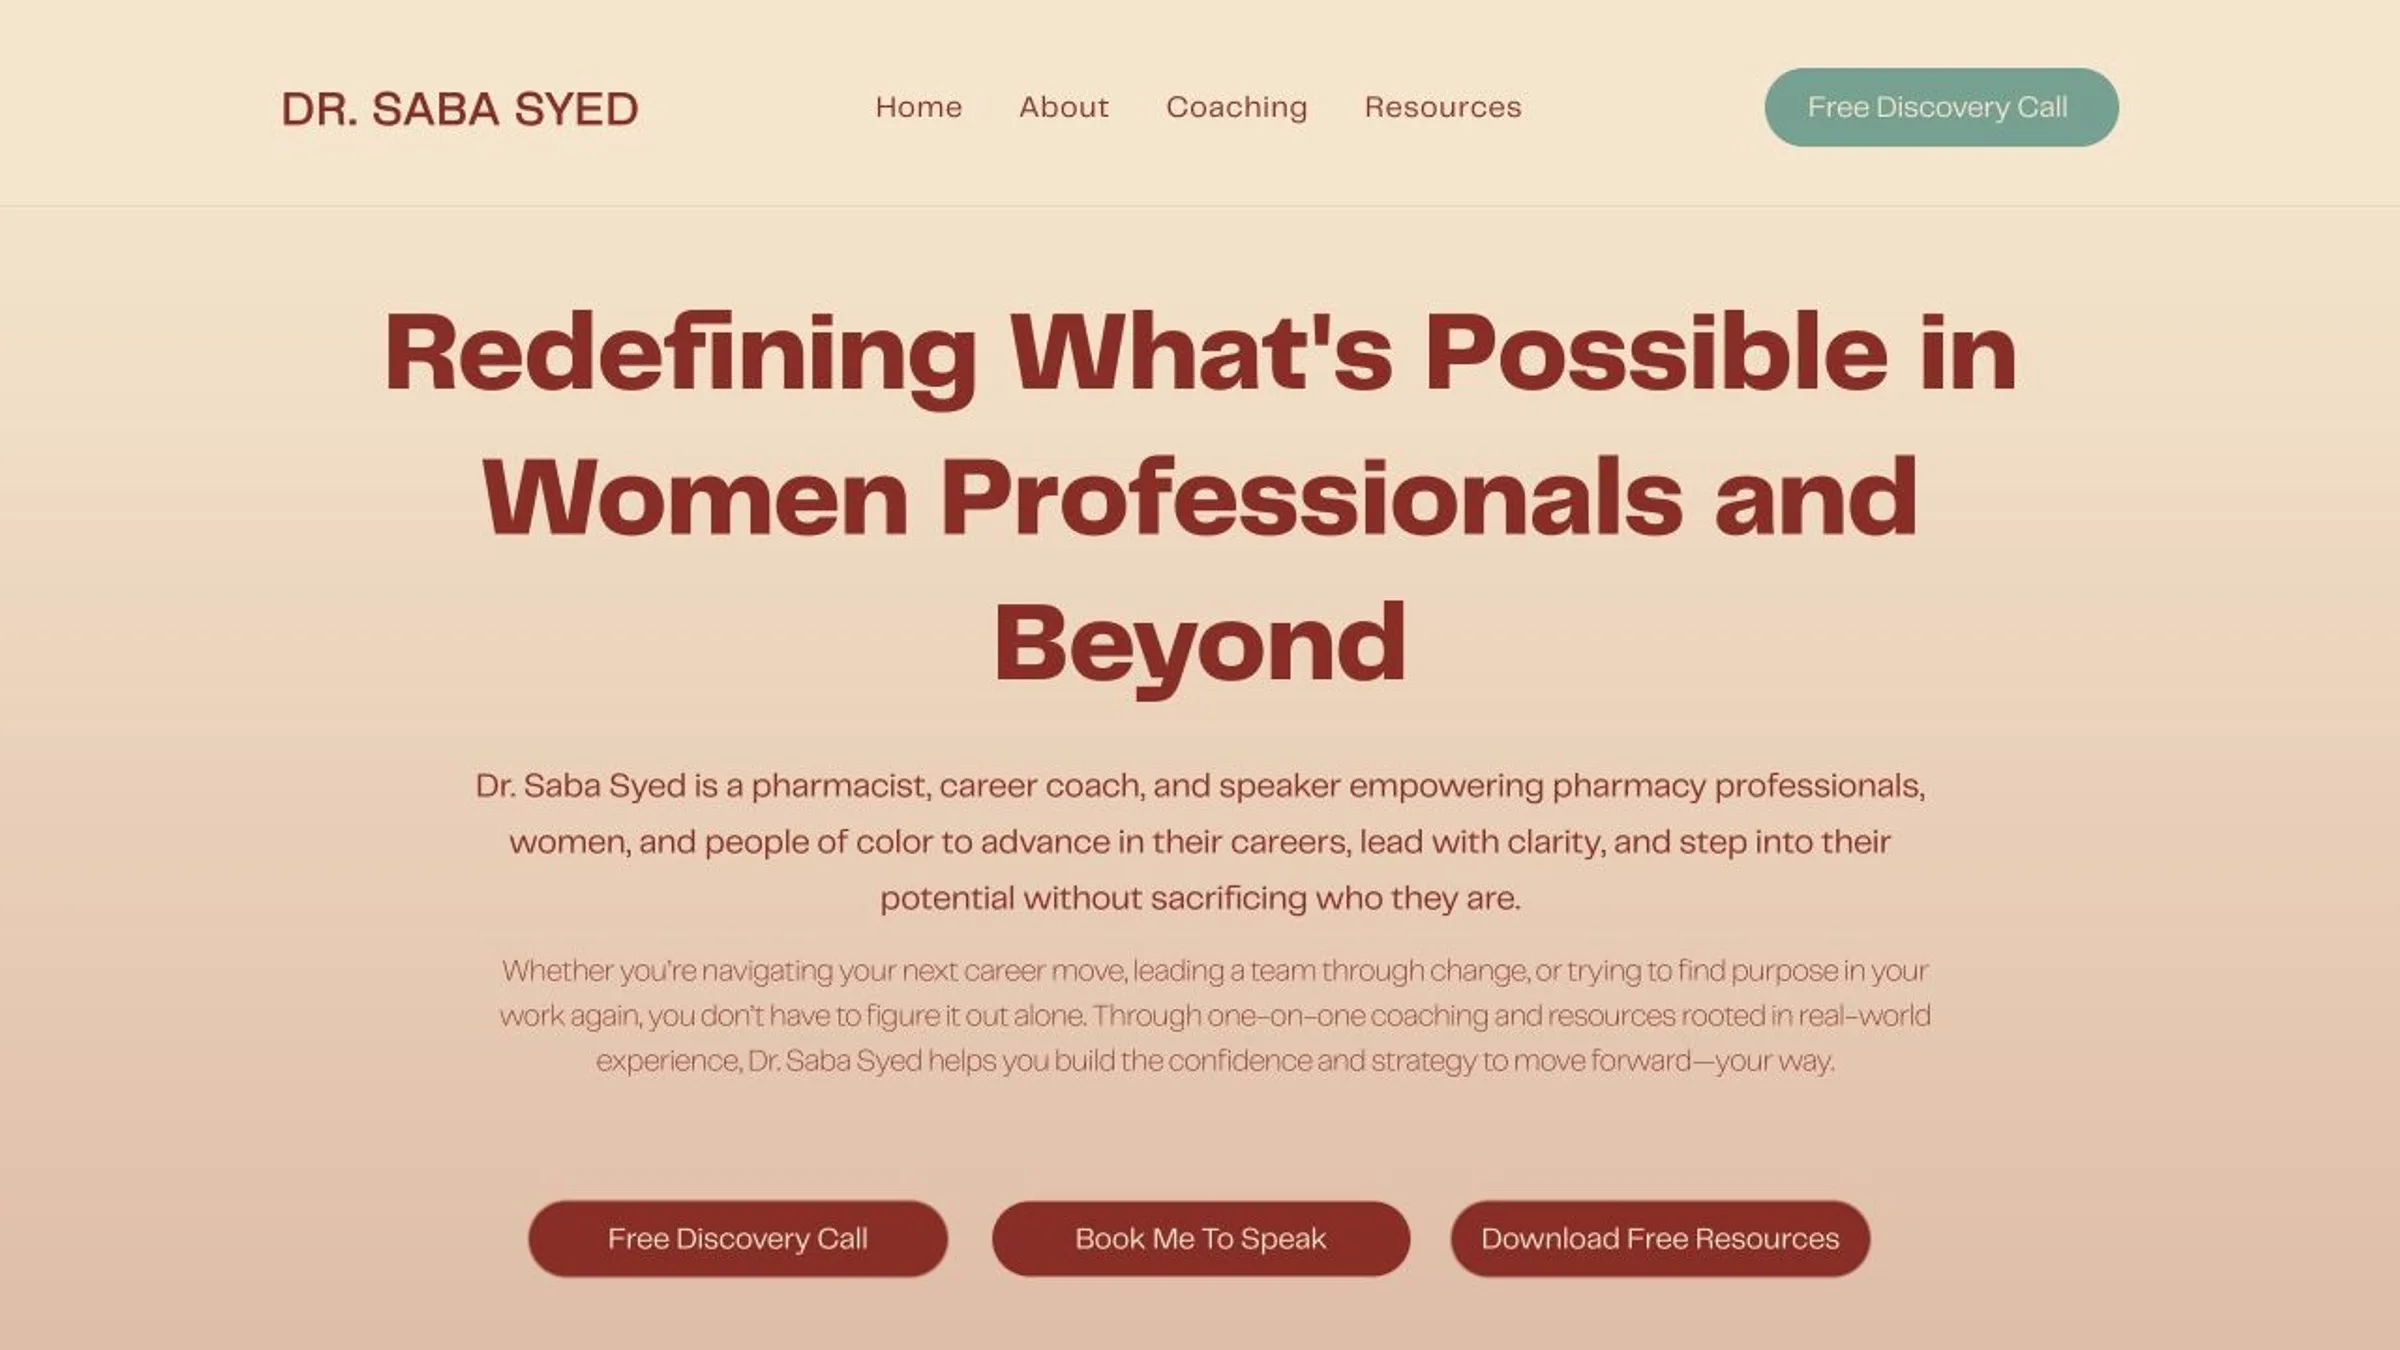 DR. SABA SYED
Home
About
Coaching
Resources
Free Discovery Call
Redefining What's Possible in
Women Professionals and
Beyond
Dr. Saba Syed is a pharmacist, career coach, and speaker empowering pharmacy professionals,
women, and people of color to advance in their careers, lead with clarity, and step into their
potential without sacrificing who they are.
Whether you're navigating your next career move, leading a team through change, or trying to find purpose in your
work again, you don't have to figure it out alone. Through one-on-one coaching and resources rooted in real-world
experience, Dr. Saba Syed helps you build the confidence and strategy to move forward—your way.
Free Discovery Call
Book Me To Speak
Download Free Resources